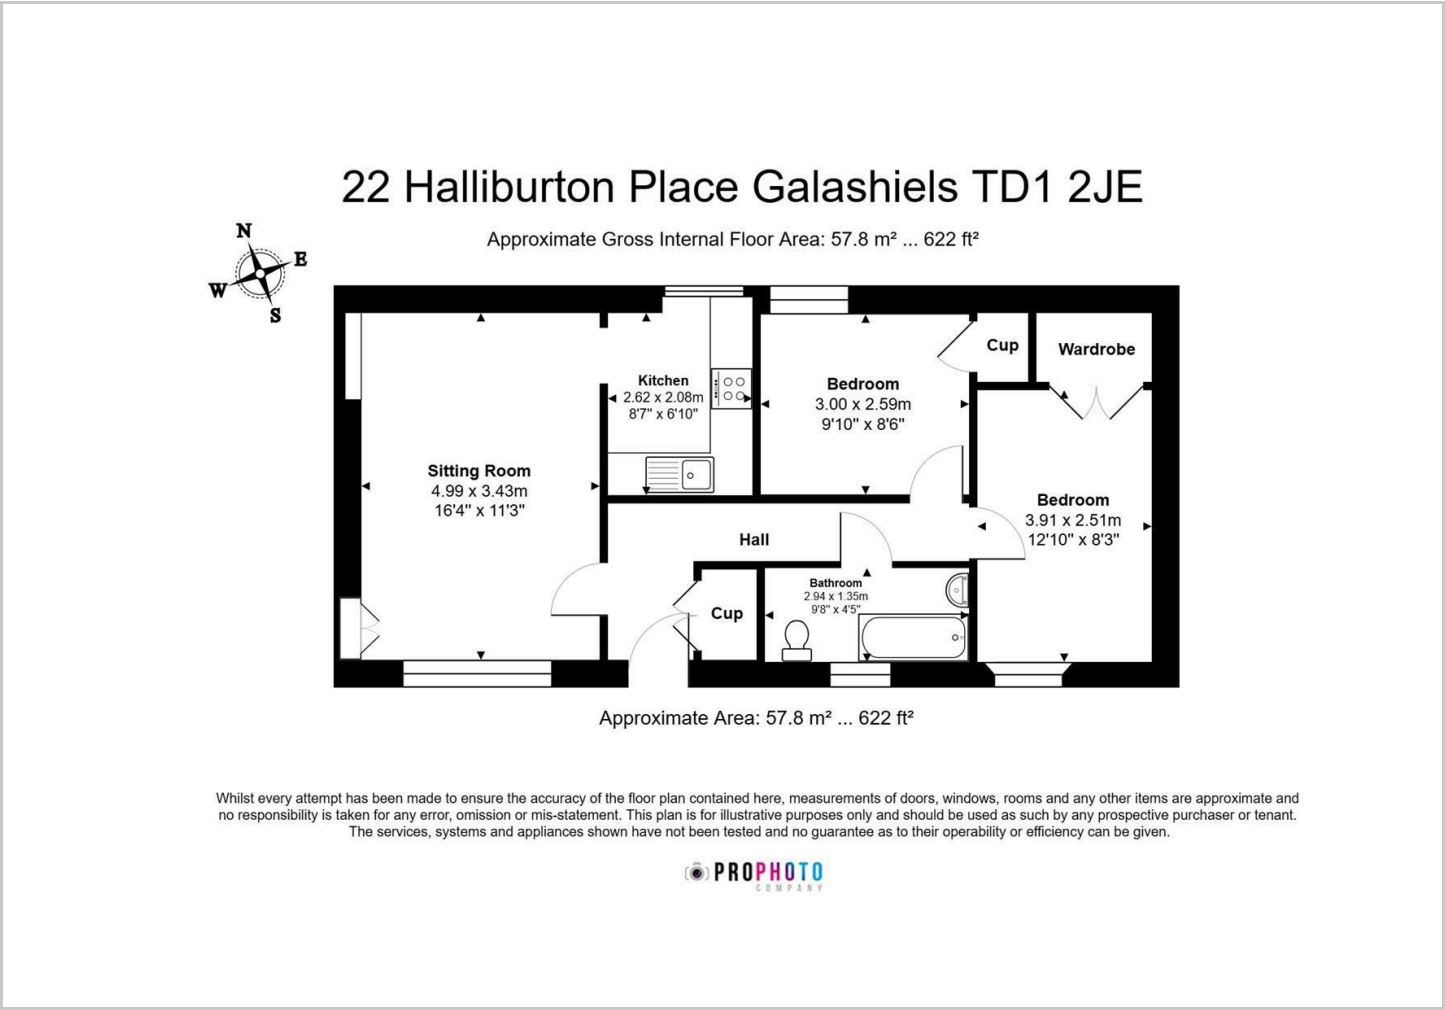 22 Halliburton Place Galashiels TD1 2JE
Approximate Gross Internal Floor Area: 57.8 m² ... 622 ft²
N
E
W
S
Cup
Wardrobe
Kitchen
2.62 x 2.08m
8'7" x 6'10"
Bedroom
3.00 x 2.59m
9'10" x 8'6"
Sitting Room
4.99 x 3.43m
16'4" x 11'3"
Bedroom
3.91 x 2.51m
12'10" x 8'3"
Hall
Bathroom
2.94 x 1.35m
9'8" x 4'5"
Cup
Approximate Area: 57.8 m² ... 622 ft²
Whilst every attempt has been made to ensure the accuracy of the floor plan contained here, measurements of doors, windows, rooms and any other items are approximate and
no responsibility is taken for any error, omission or mis-statement. This plan is for illustrative purposes only and should be used as such by any prospective purchaser or tenant.
The services, systems and appliances shown have not been tested and no guarantee as to their operability or efficiency can be given.
PROPHOTO
COMPANY